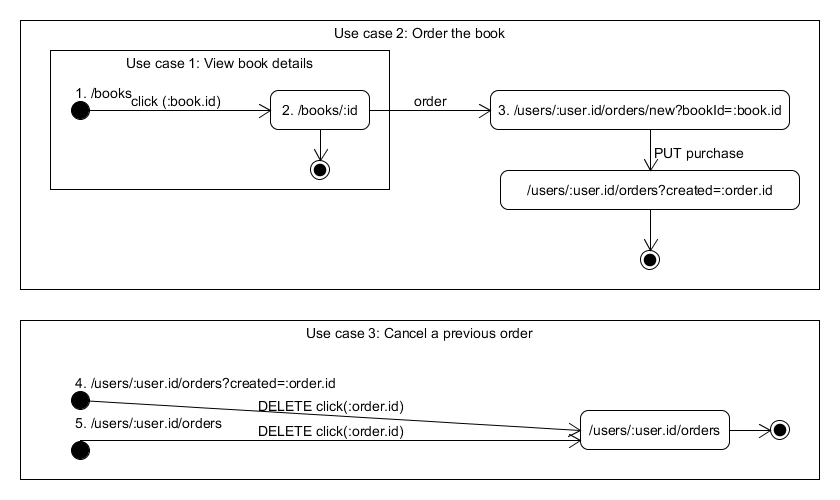 Use case 2: Order the book
Use case 1: View book details
1. /books
click (:book.id)
2. /books/:id
order
3. /users/:user.id/orders/new?bookId=:book.id
PUT purchase
/users/:user.id/orders?created=:order.id
Use case 3: Cancel a previous order
4. /users/:user.id/orders?created=:order.id
DELETE click(:order.id)
5. /users/:user.id/orders
DELETE click(:order.id)
/users/:user.id/orders